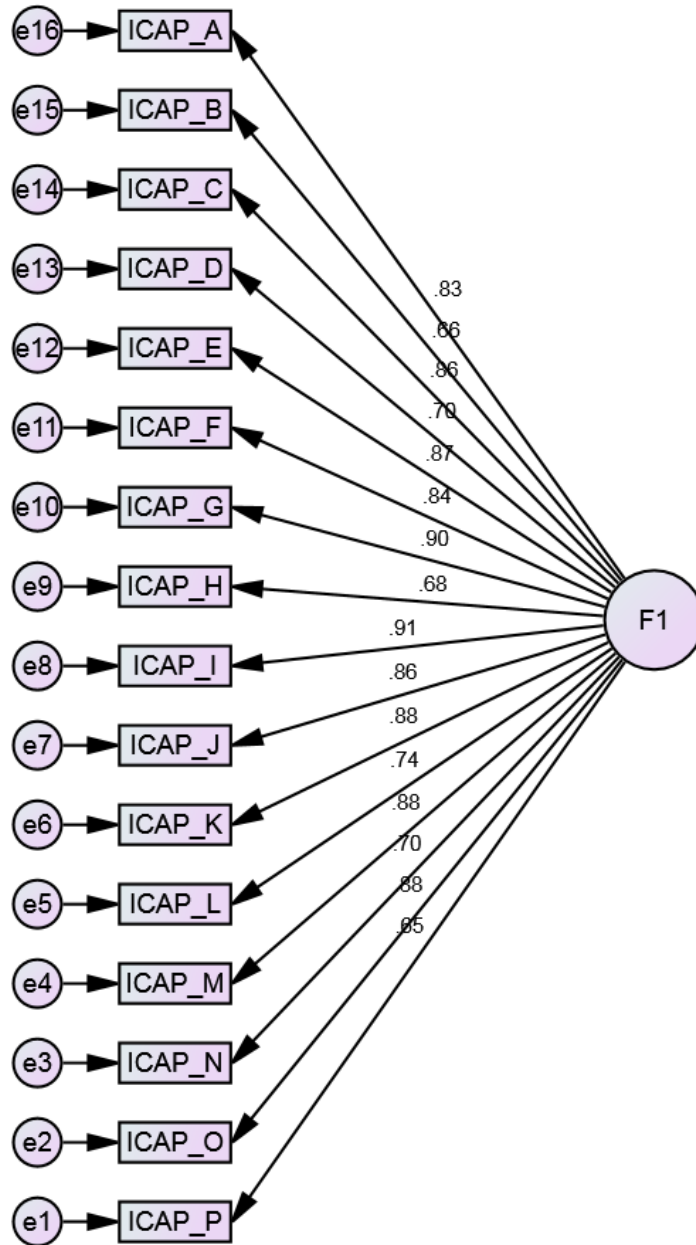 e16 ICAP_A
e15 ICAP_B
e14 ICAP_C
e13 ICAP_D
.83
e12 ICAP_E
.66
.86
.70
e11 ICAP_F
.87
.84
e10 ICAP_G
.90
e9 ICAP_H
.68
F1
.91
e8 ICAP_I
.86
.88
e7 ICAP_J
.74
.88
e6 ICAP_K
.70
.88
e5 ICAP_L
.65
e4 ICAP_M
e3 ICAP_N
e2 ICAP_O
e1 ICAP_P